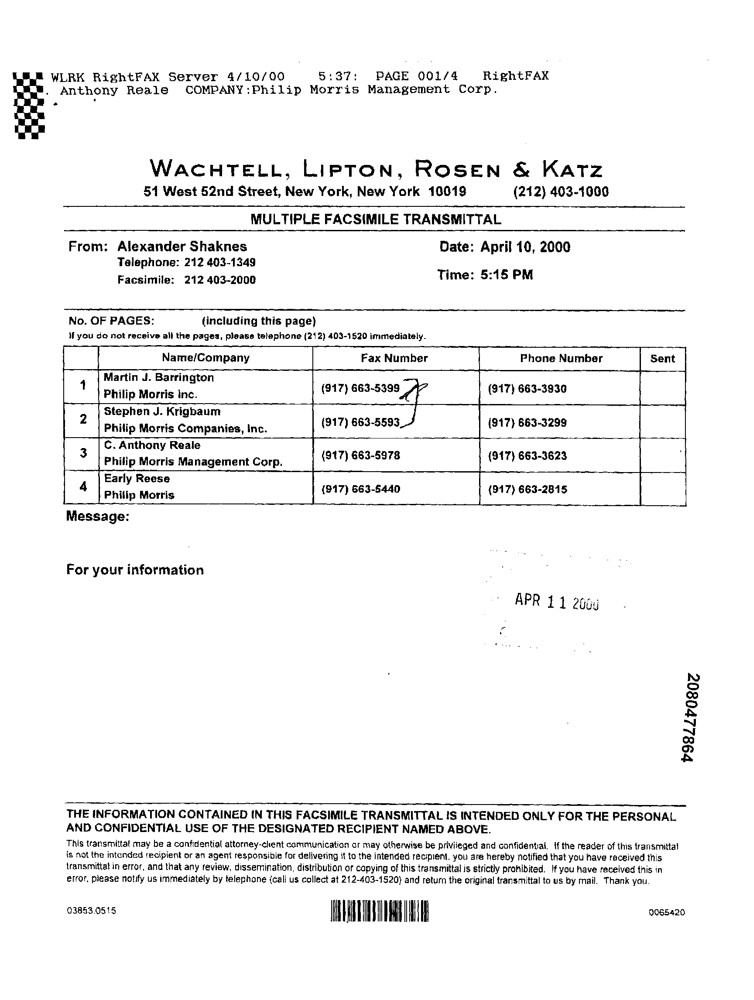 WLRK RightFAX Server 4/10/00 5:37: PAGE 001/4 RightFAX
. Anthony Reale COMPANY:Philip Morris Management Corp.
WACHTELL, LIPTON, ROSEN & KATZ
51 West 52nd Street, New York, New York 10019 (212) 403-1000
MULTIPLE FACSIMILE TRANSMITTAL
From: Alexander Shaknes Date: April 10, 2000
Telephone: 212 403-1349
Facsimile: 212 403-2000 Time: 5:15 PM
No. OF PAGES: (including this page)
If you do not receive all the pages, please telephone (212) 403-1520 immediately.
Name/Company Fax Number Phone Number Sent
1 Martin J. Barrington
Philip Morris Inc. (917) 663-5399 (917) 663-3930
2 Stephen J. Krigbaum
Philip Morris Companies, Inc. (917) 663-5593 (917) 663-3299
3 C. Anthony Reale
Philip Morris Management Corp. (917) 663-5978 (917) 663-3623
4 Early Reese
Philip Morris (917) 663-5440 (917) 663-2815
Message:
For your information
APR 11 2000
2080477864
THE INFORMATION CONTAINED IN THIS FACSIMILE TRANSMITTAL IS INTENDED ONLY FOR THE PERSONAL
AND CONFIDENTIAL USE OF THE DESIGNATED RECIPIENT NAMED ABOVE.
This transmittal may be a confidential attorney-client communication or may otherwise be privileged and confidential. If the reader of this transmittal
is not the intended recipient or an agent responsible for delivering it to the intended recipient, you are hereby notified that you have received this
transmittal in error, and that any review, dissemination, distribution or copying of this transmittal is strictly prohibited. If you have received this in
error, please notify us immediately by telephone (call us collect at 212-403-1520) and return the original transmittal to us by mail. Thank you.
03853.0515 0065420